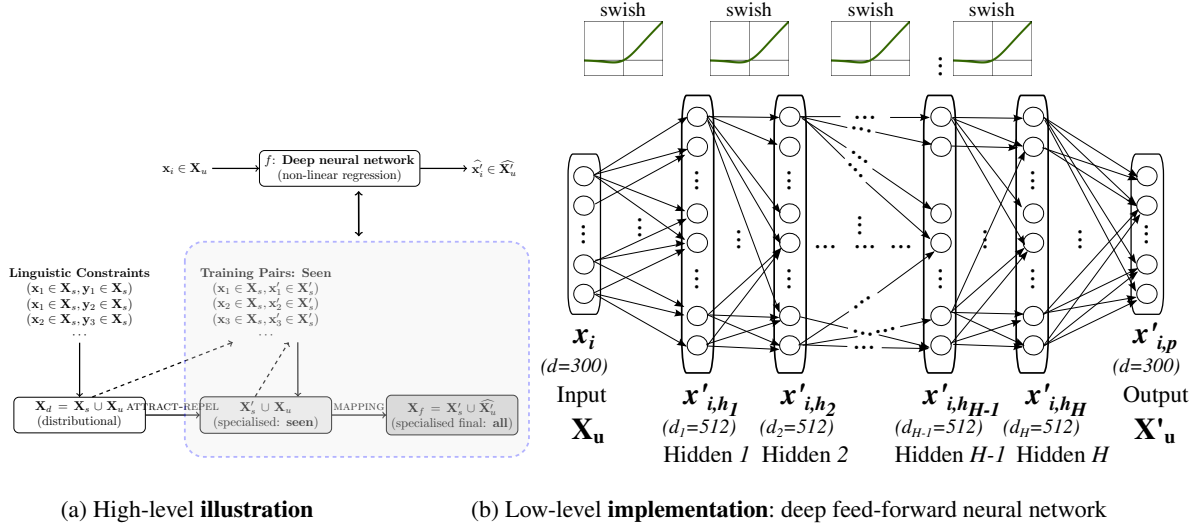 swish swish swish swish
x_i ∈ X_u
f: Deep neural network
(non-linear regression)
\widehat{x'_i} ∈ \widehat{X'_u}
Linguistic Constraints
(x_1 ∈ X_s, y_1 ∈ X_s)
(x_1 ∈ X_s, y_2 ∈ X_s)
(x_2 ∈ X_s, y_3 ∈ X_s)
...
Training Pairs: Seen
(x_1 ∈ X_s, x'_1 ∈ X'_s)
(x_2 ∈ X_s, x'_2 ∈ X'_s)
(x_3 ∈ X_s, x'_3 ∈ X'_s)
...
X_d = X_s ∪ X_u
(distributional)
ATTRACT-REPEL
X'_s ∪ X_u
(specialised: seen)
MAPPING
X_f = X'_s ∪ \widehat{X'_u}
(specialised final: all)
x_i
(d=300)
Input
X_u
x'_{i,h_1}
(d_1=512)
Hidden 1
x'_{i,h_2}
(d_2=512)
Hidden 2
x'_{i,h_{H-1}}
(d_{H-1}=512)
Hidden H-1
x'_{i,h_H}
(d_H=512)
Hidden H
x'_{i,p}
(d=300)
Output
X'_u
(a) High-level illustration
(b) Low-level implementation: deep feed-forward neural network